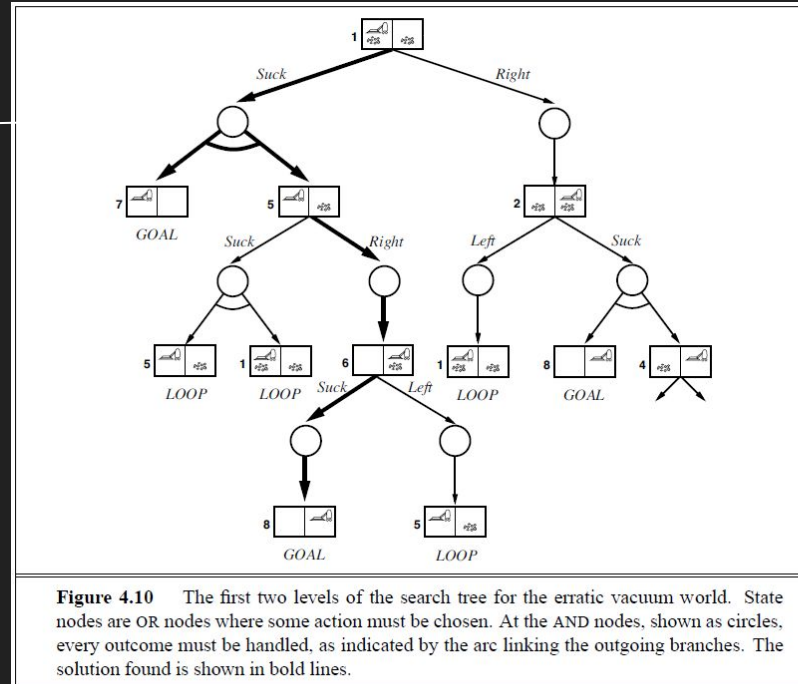 1
Suck Right
7 5 2
GOAL
Suck Right Left Suck
5 1 6 1 8 4
LOOP LOOP Suck Left LOOP GOAL
8 5
GOAL LOOP
Figure 4.10 The first two levels of the search tree for the erratic vacuum world. State
nodes are OR nodes where some action must be chosen. At the AND nodes, shown as circles,
every outcome must be handled, as indicated by the arc linking the outgoing branches. The
solution found is shown in bold lines.